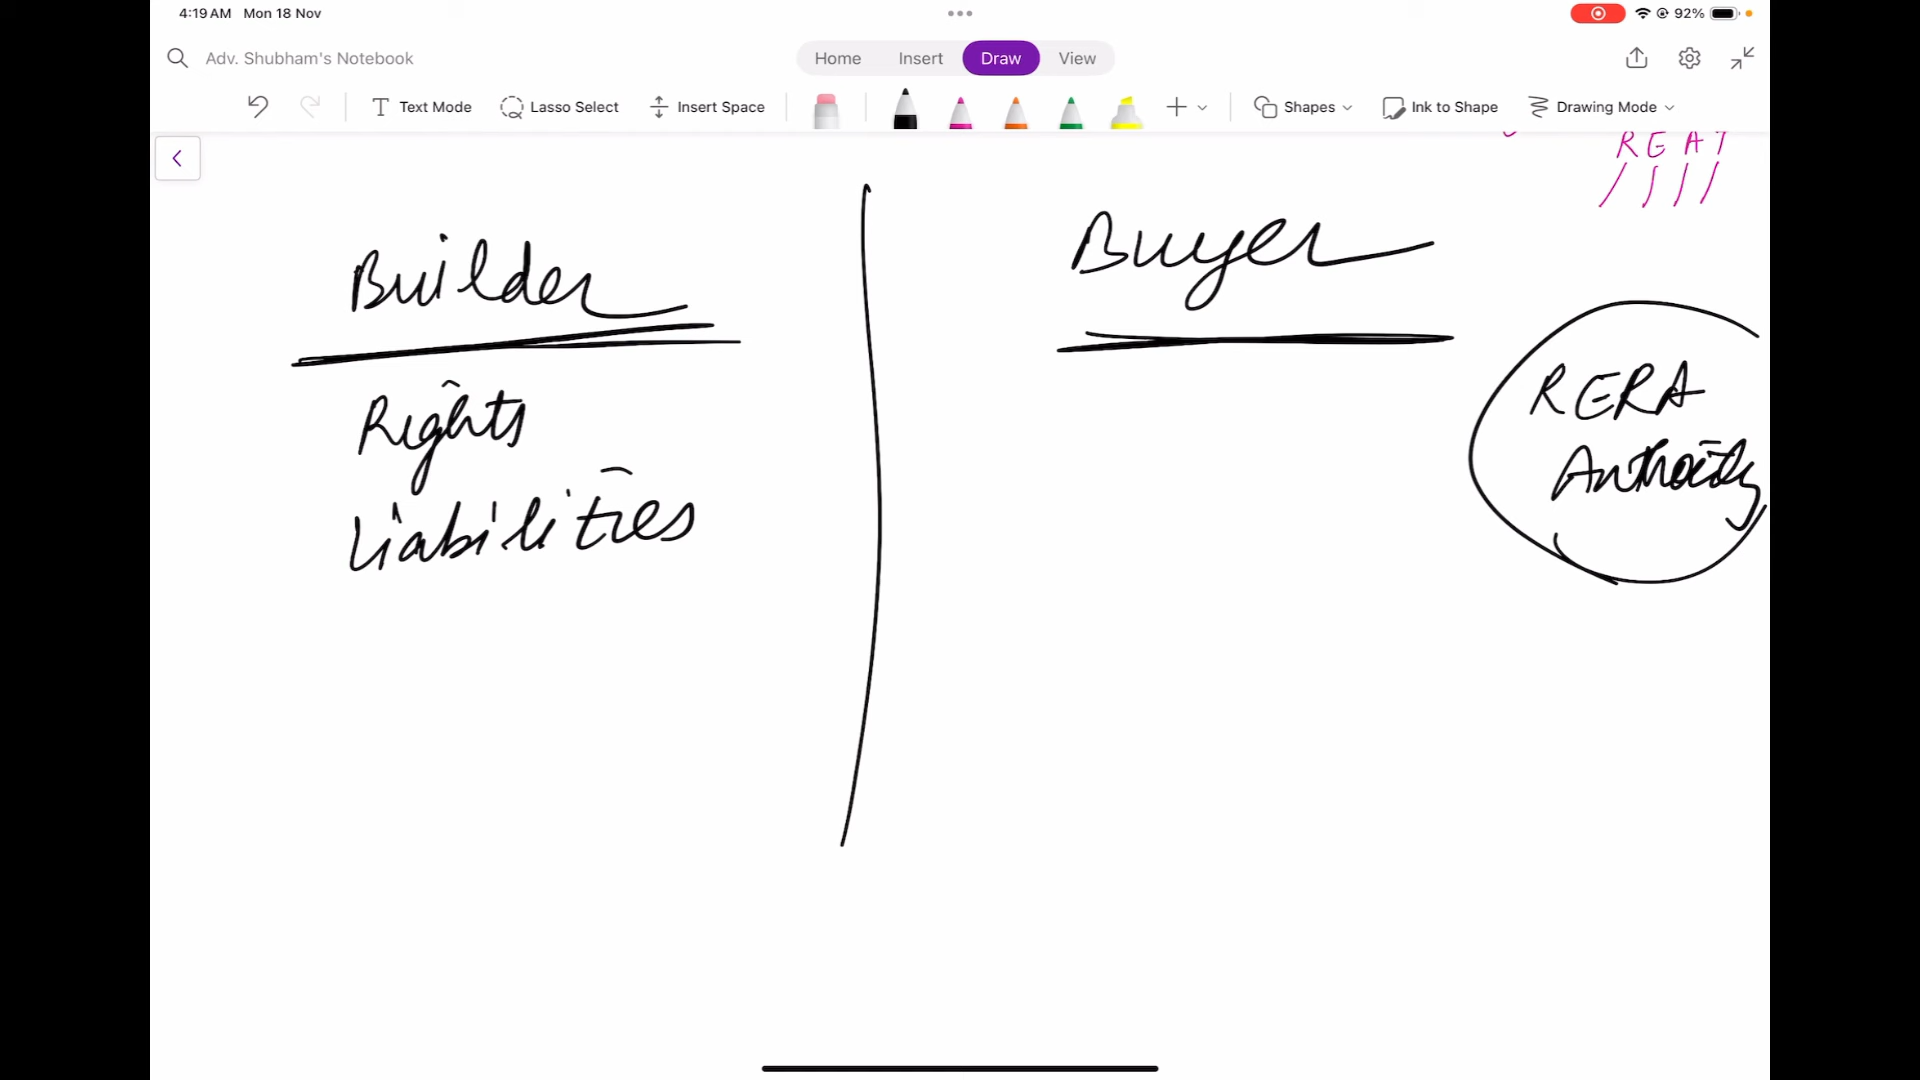 4:19 AM Mon 18 Nov
92%
Adv. Shubham's Notebook
Home Insert Draw View
Text Mode Lasso Select Insert Space Shapes Ink to Shape Drawing Mode
REAT
Builder
Rights
Liabilities
Buyer
RERA
Authority